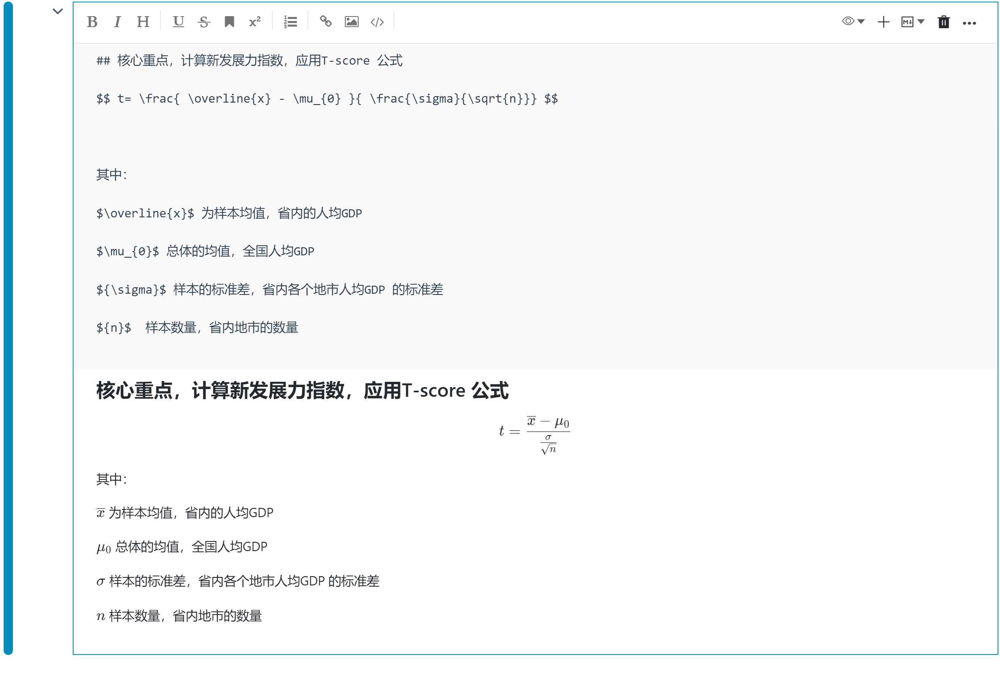 B I H U S x² </> M↓ ...
## 核心重点，计算新发展力指数，应用T-score 公式
$$ t= \frac{ \overline{x} - \mu_{0} }{ \frac{\sigma}{\sqrt{n}}} $$
其中：
$\overline{x}$ 为样本均值，省内的人均GDP
$\mu_{0}$ 总体的均值，全国人均GDP
${\sigma}$ 样本的标准差，省内各个地市人均GDP 的标准差
${n}$  样本数量，省内地市的数量
核心重点，计算新发展力指数，应用T-score 公式
t = \frac{\overline{x} - \mu_{0}}{\frac{\sigma}{\sqrt{n}}}
其中：
x̅ 为样本均值，省内的人均GDP
μ₀ 总体的均值，全国人均GDP
σ 样本的标准差，省内各个地市人均GDP 的标准差
n 样本数量，省内地市的数量